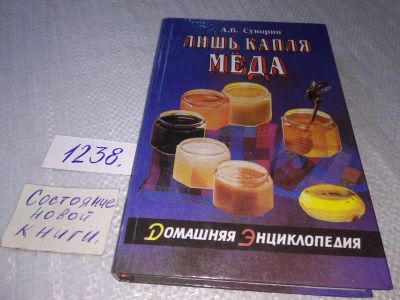 А.В. Суворин
ЛИШЬ КАПЛЯ
МЁДА
1238.
Состояние
новой
книги.
Домашняя Энциклопедия